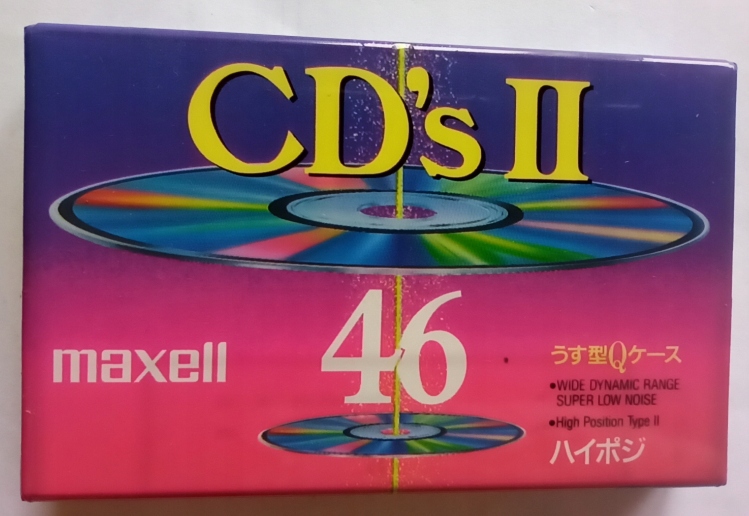 CD's II
46
maxell
うす型Qケース
•WIDE DYNAMIC RANGE
SUPER LOW NOISE
•High Position Type II
ハイポジ